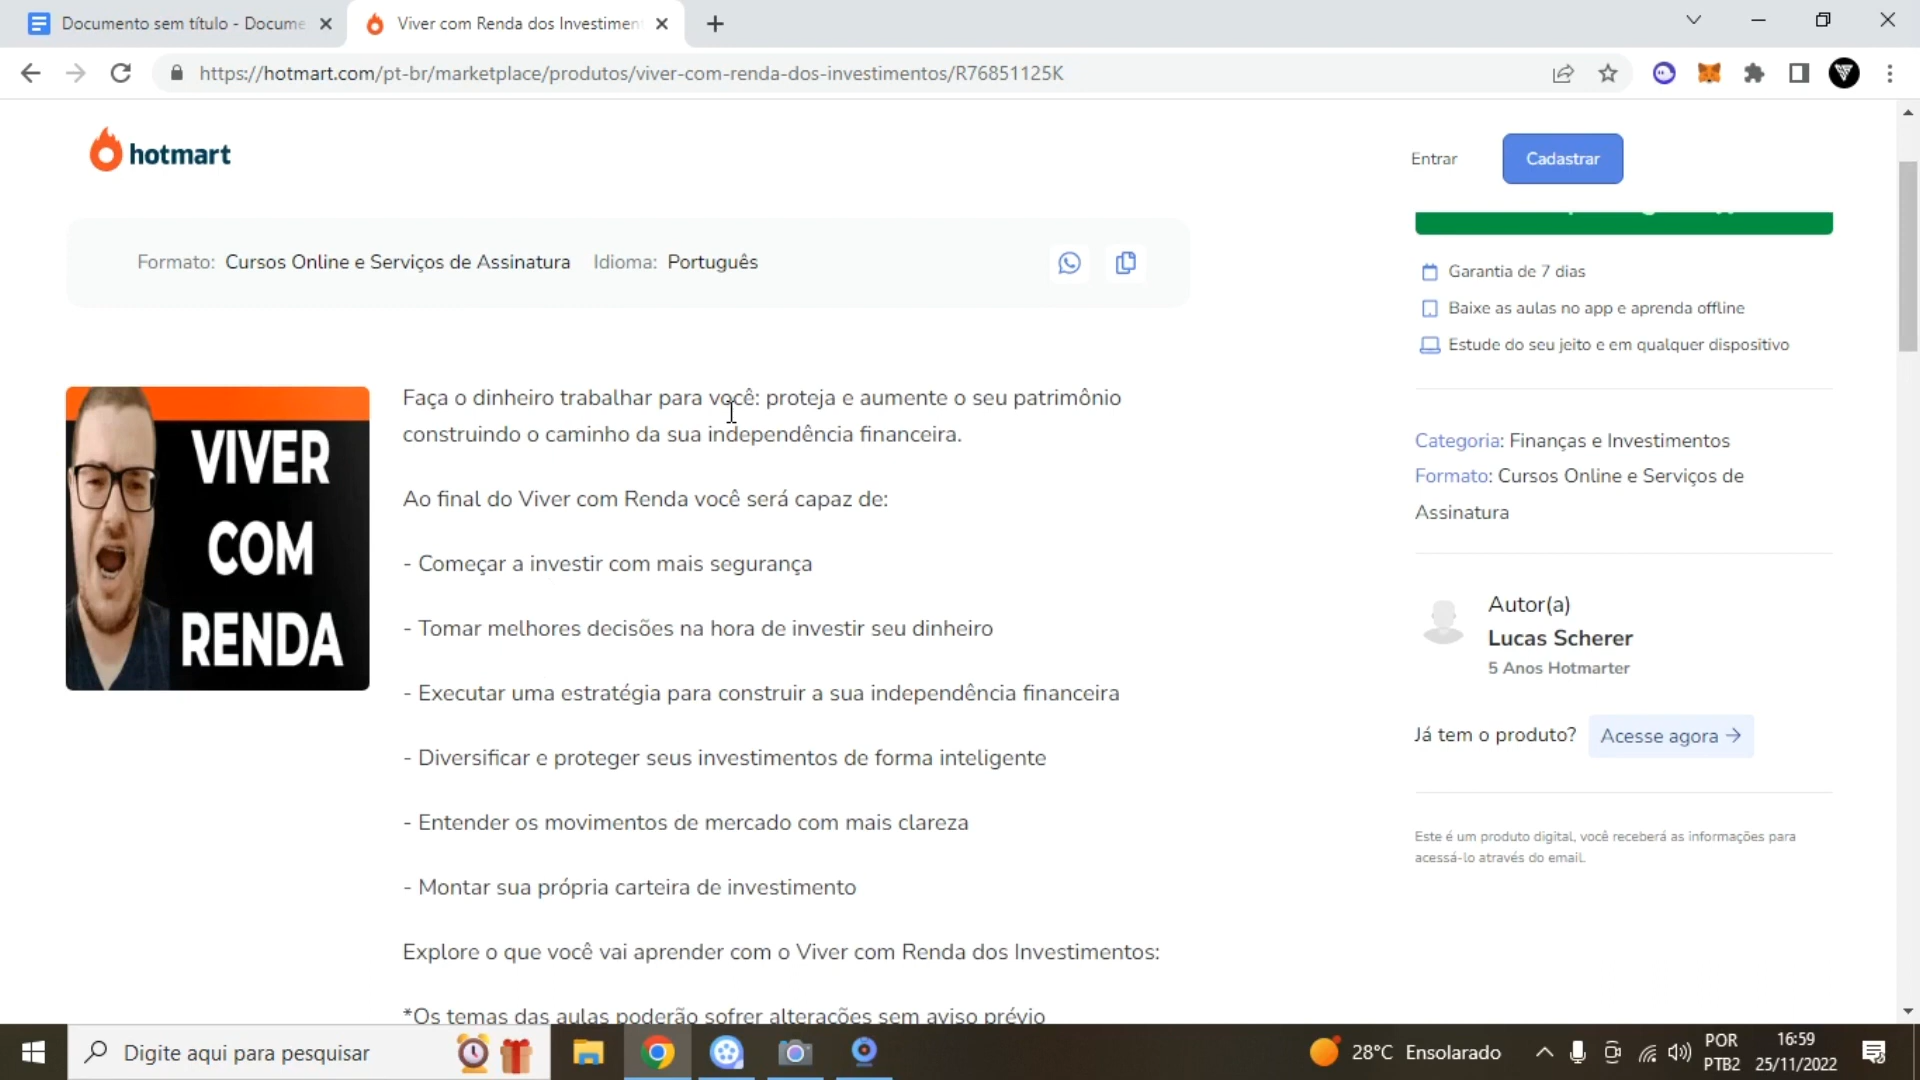 Documento sem título - Docume
Viver com Renda dos Investimen
https://hotmart.com/pt-br/marketplace/produtos/viver-com-renda-dos-investimentos/R76851125K
hotmart
Entrar
Cadastrar
Formato: Cursos Online e Serviços de Assinatura Idioma: Português
Garantia de 7 dias
Baixe as aulas no app e aprenda offline
Estude do seu jeito e em qualquer dispositivo
VIVER
COM
RENDA
Faça o dinheiro trabalhar para você: proteja e aumente o seu patrimônio
construindo o caminho da sua independência financeira.
Ao final do Viver com Renda você será capaz de:
- Começar a investir com mais segurança
- Tomar melhores decisões na hora de investir seu dinheiro
- Executar uma estratégia para construir a sua independência financeira
- Diversificar e proteger seus investimentos de forma inteligente
- Entender os movimentos de mercado com mais clareza
- Montar sua própria carteira de investimento
Explore o que você vai aprender com o Viver com Renda dos Investimentos:
*Os temas das aulas poderão sofrer alterações sem aviso prévio
Categoria: Finanças e Investimentos
Formato: Cursos Online e Serviços de
Assinatura
Autor(a)
Lucas Scherer
5 Anos Hotmarter
Já tem o produto? Acesse agora
Este é um produto digital, você receberá as informações para
acessá-lo através do email.
Digite aqui para pesquisar
28°C Ensolarado
POR
PTB2
16:59
25/11/2022